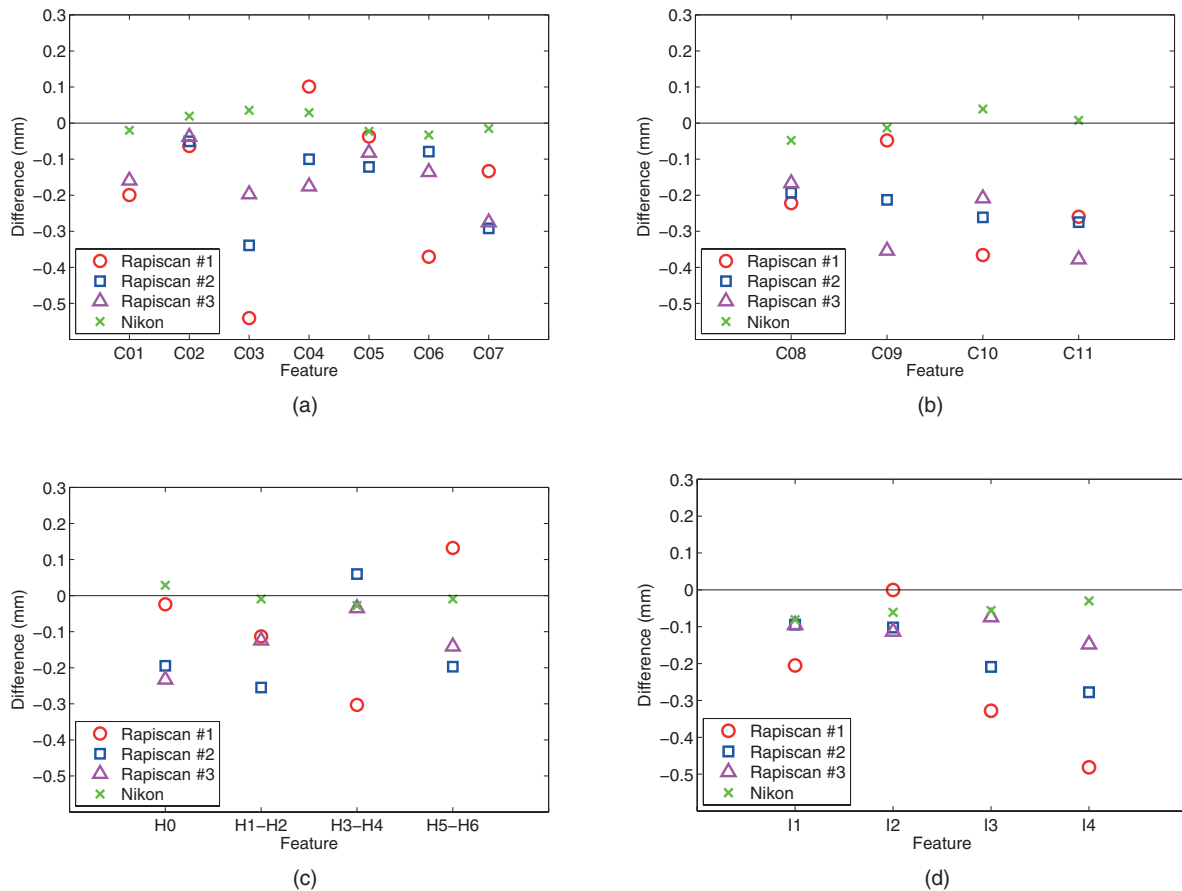 0.3
0.2
0.1
0
−0.1
−0.2
−0.3
−0.4
−0.5
Difference (mm)
Rapiscan #1
Rapiscan #2
Rapiscan #3
Nikon
C01 C02 C03 C04 C05 C06 C07
Feature
(a)
0.3
0.2
0.1
0
−0.1
−0.2
−0.3
−0.4
−0.5
Difference (mm)
Rapiscan #1
Rapiscan #2
Rapiscan #3
Nikon
C08 C09 C10 C11
Feature
(b)
0.3
0.2
0.1
0
−0.1
−0.2
−0.3
−0.4
−0.5
Difference (mm)
Rapiscan #1
Rapiscan #2
Rapiscan #3
Nikon
H0 H1−H2 H3−H4 H5−H6
Feature
(c)
0.3
0.2
0.1
0
−0.1
−0.2
−0.3
−0.4
−0.5
Difference (mm)
Rapiscan #1
Rapiscan #2
Rapiscan #3
Nikon
I1 I2 I3 I4
Feature
(d)